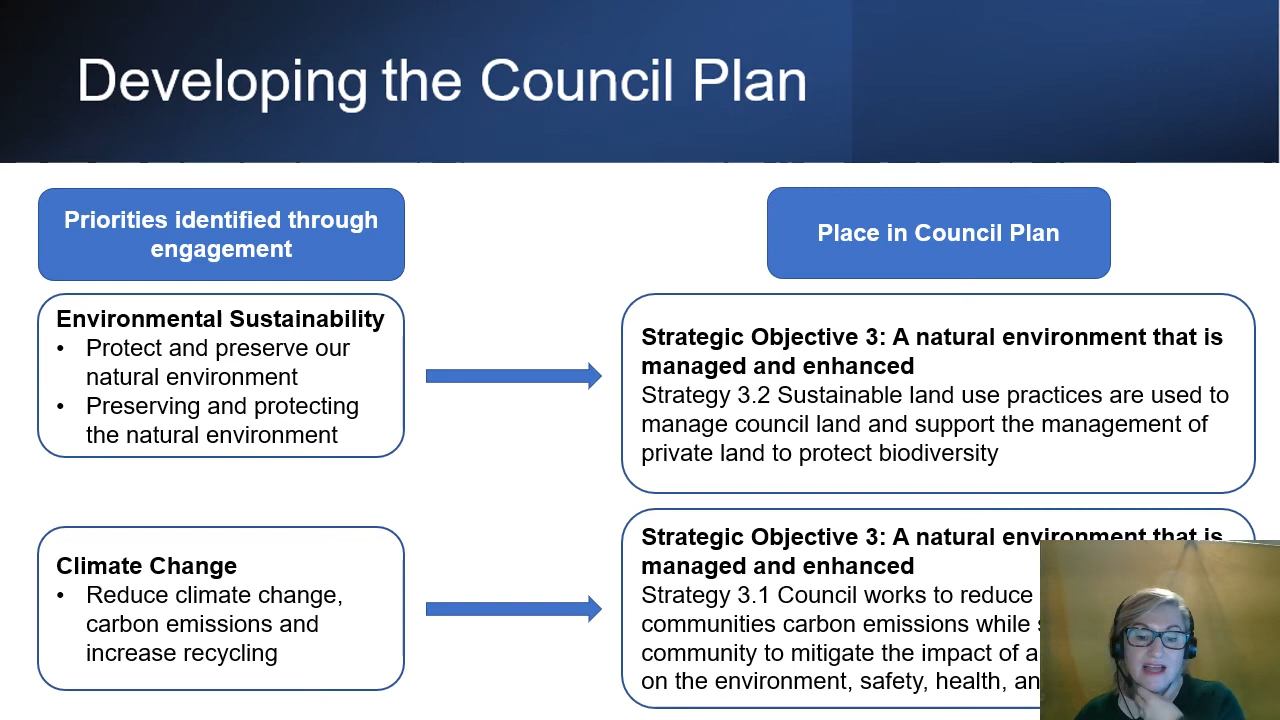 Developing the Council Plan
Priorities identified through
engagement
Place in Council Plan
Environmental Sustainability
• Protect and preserve our
natural environment
• Preserving and protecting
the natural environment
Strategic Objective 3: A natural environment that is
managed and enhanced
Strategy 3.2 Sustainable land use practices are used to
manage council land and support the management of
private land to protect biodiversity
Climate Change
• Reduce climate change,
carbon emissions and
increase recycling
Strategic Objective 3: A natural environment that is
managed and enhanced
Strategy 3.1 Council works to reduce
communities carbon emissions while
community to mitigate the impact of
on the environment, safety, health,